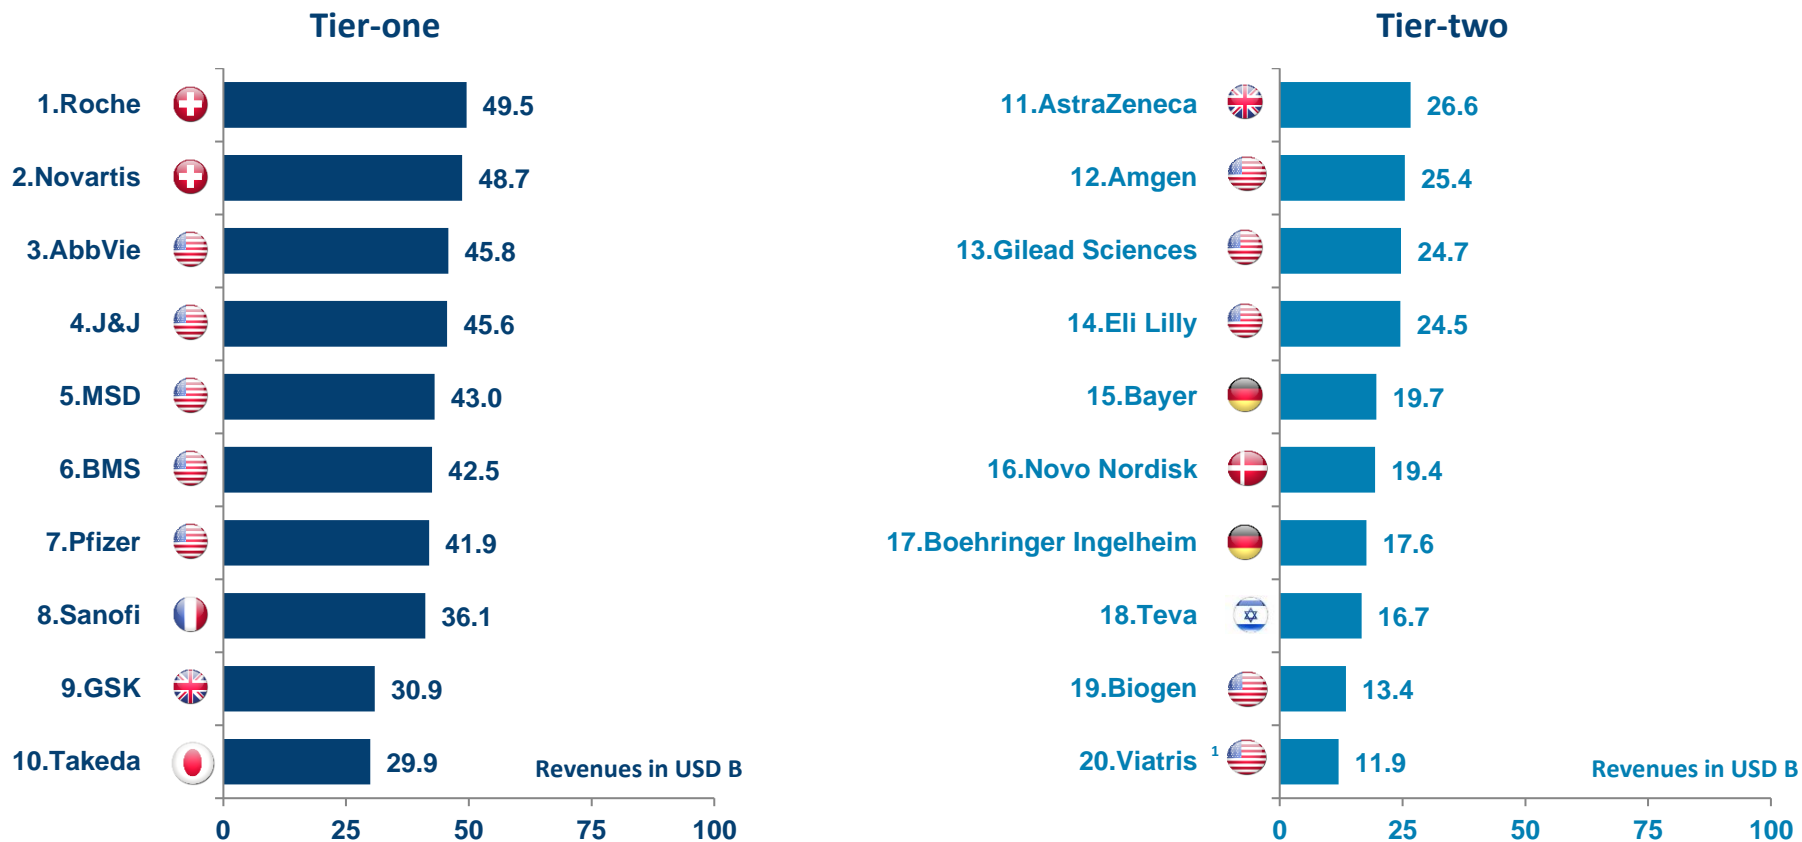 Tier-one
1.Roche 49.5
2.Novartis 48.7
3.AbbVie 45.8
4.J&J 45.6
5.MSD 43.0
6.BMS 42.5
7.Pfizer 41.9
8.Sanofi 36.1
9.GSK 30.9
10.Takeda 29.9
Revenues in USD B
0 25 50 75 100
Tier-two
11.AstraZeneca 26.6
12.Amgen 25.4
13.Gilead Sciences 24.7
14.Eli Lilly 24.5
15.Bayer 19.7
16.Novo Nordisk 19.4
17.Boehringer Ingelheim 17.6
18.Teva 16.7
19.Biogen 13.4
20.Viatris 1 11.9
Revenues in USD B
0 25 50 75 100